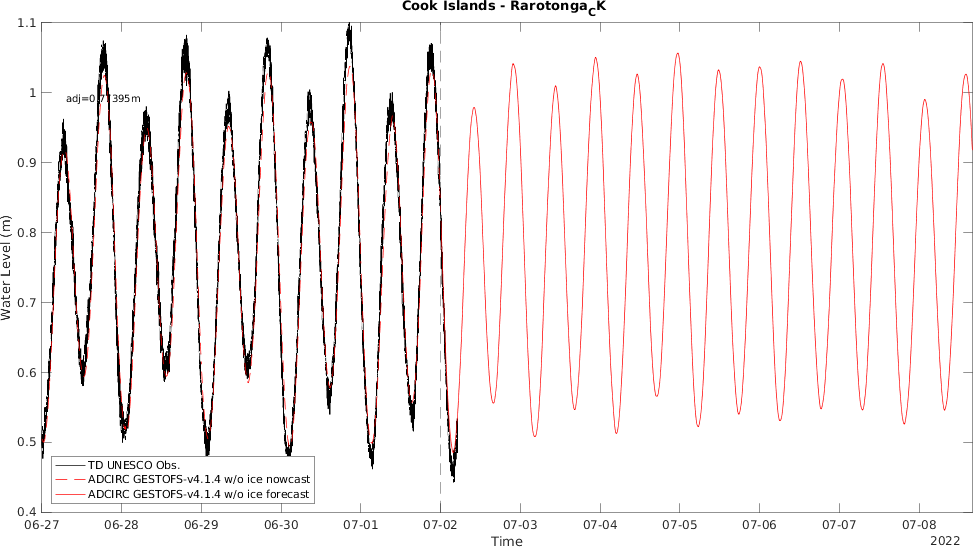 Cook Islands - Rarotonga_CK
1.1
1
0.9
0.8
0.7
0.6
0.5
0.4
Water Level (m)
adj=0.77395m
TD UNESCO Obs.
ADCIRC GESTOFS-v4.1.4 w/o ice nowcast
ADCIRC GESTOFS-v4.1.4 w/o ice forecast
06-27 06-28 06-29 06-30 07-01 07-02 07-03 07-04 07-05 07-06 07-07 07-08
Time
2022